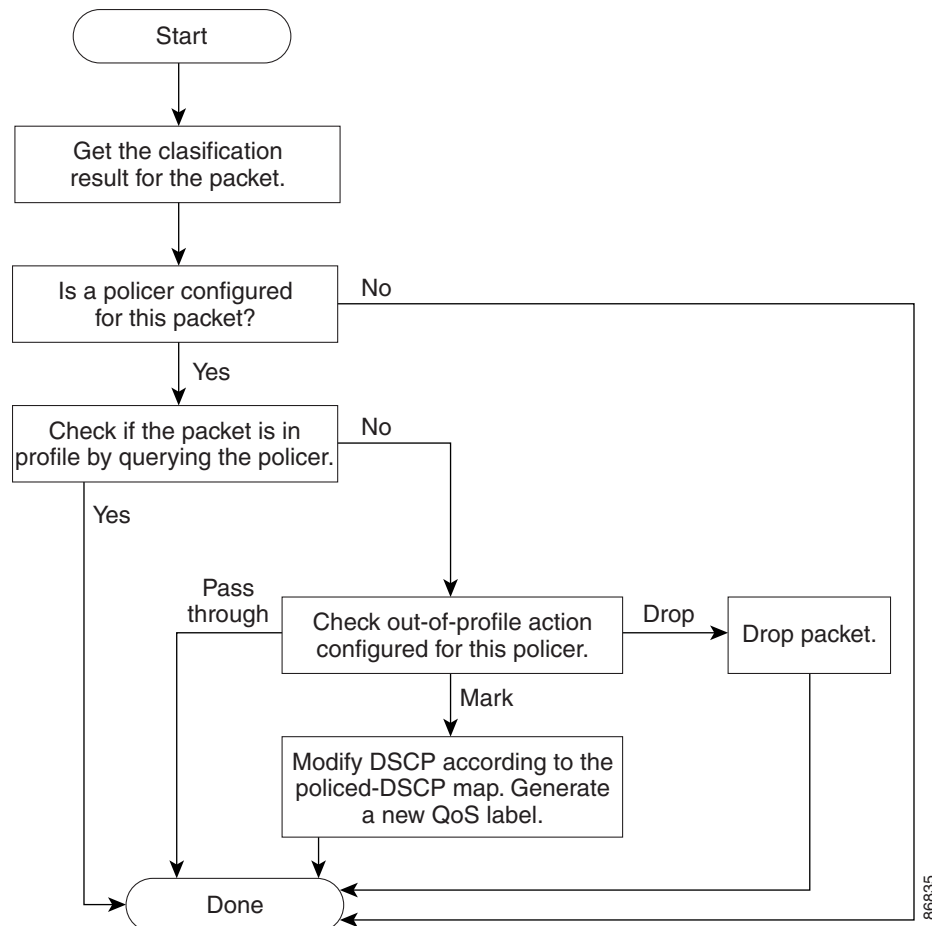 Start
Get the clasification
result for the packet.
Is a policer configured
for this packet?
No
Yes
Check if the packet is in
profile by querying the policer.
No
Yes
Pass
through
Check out-of-profile action
configured for this policer.
Drop
Drop packet.
Mark
Modify DSCP according to the
policed-DSCP map. Generate
a new QoS label.
Done
86835